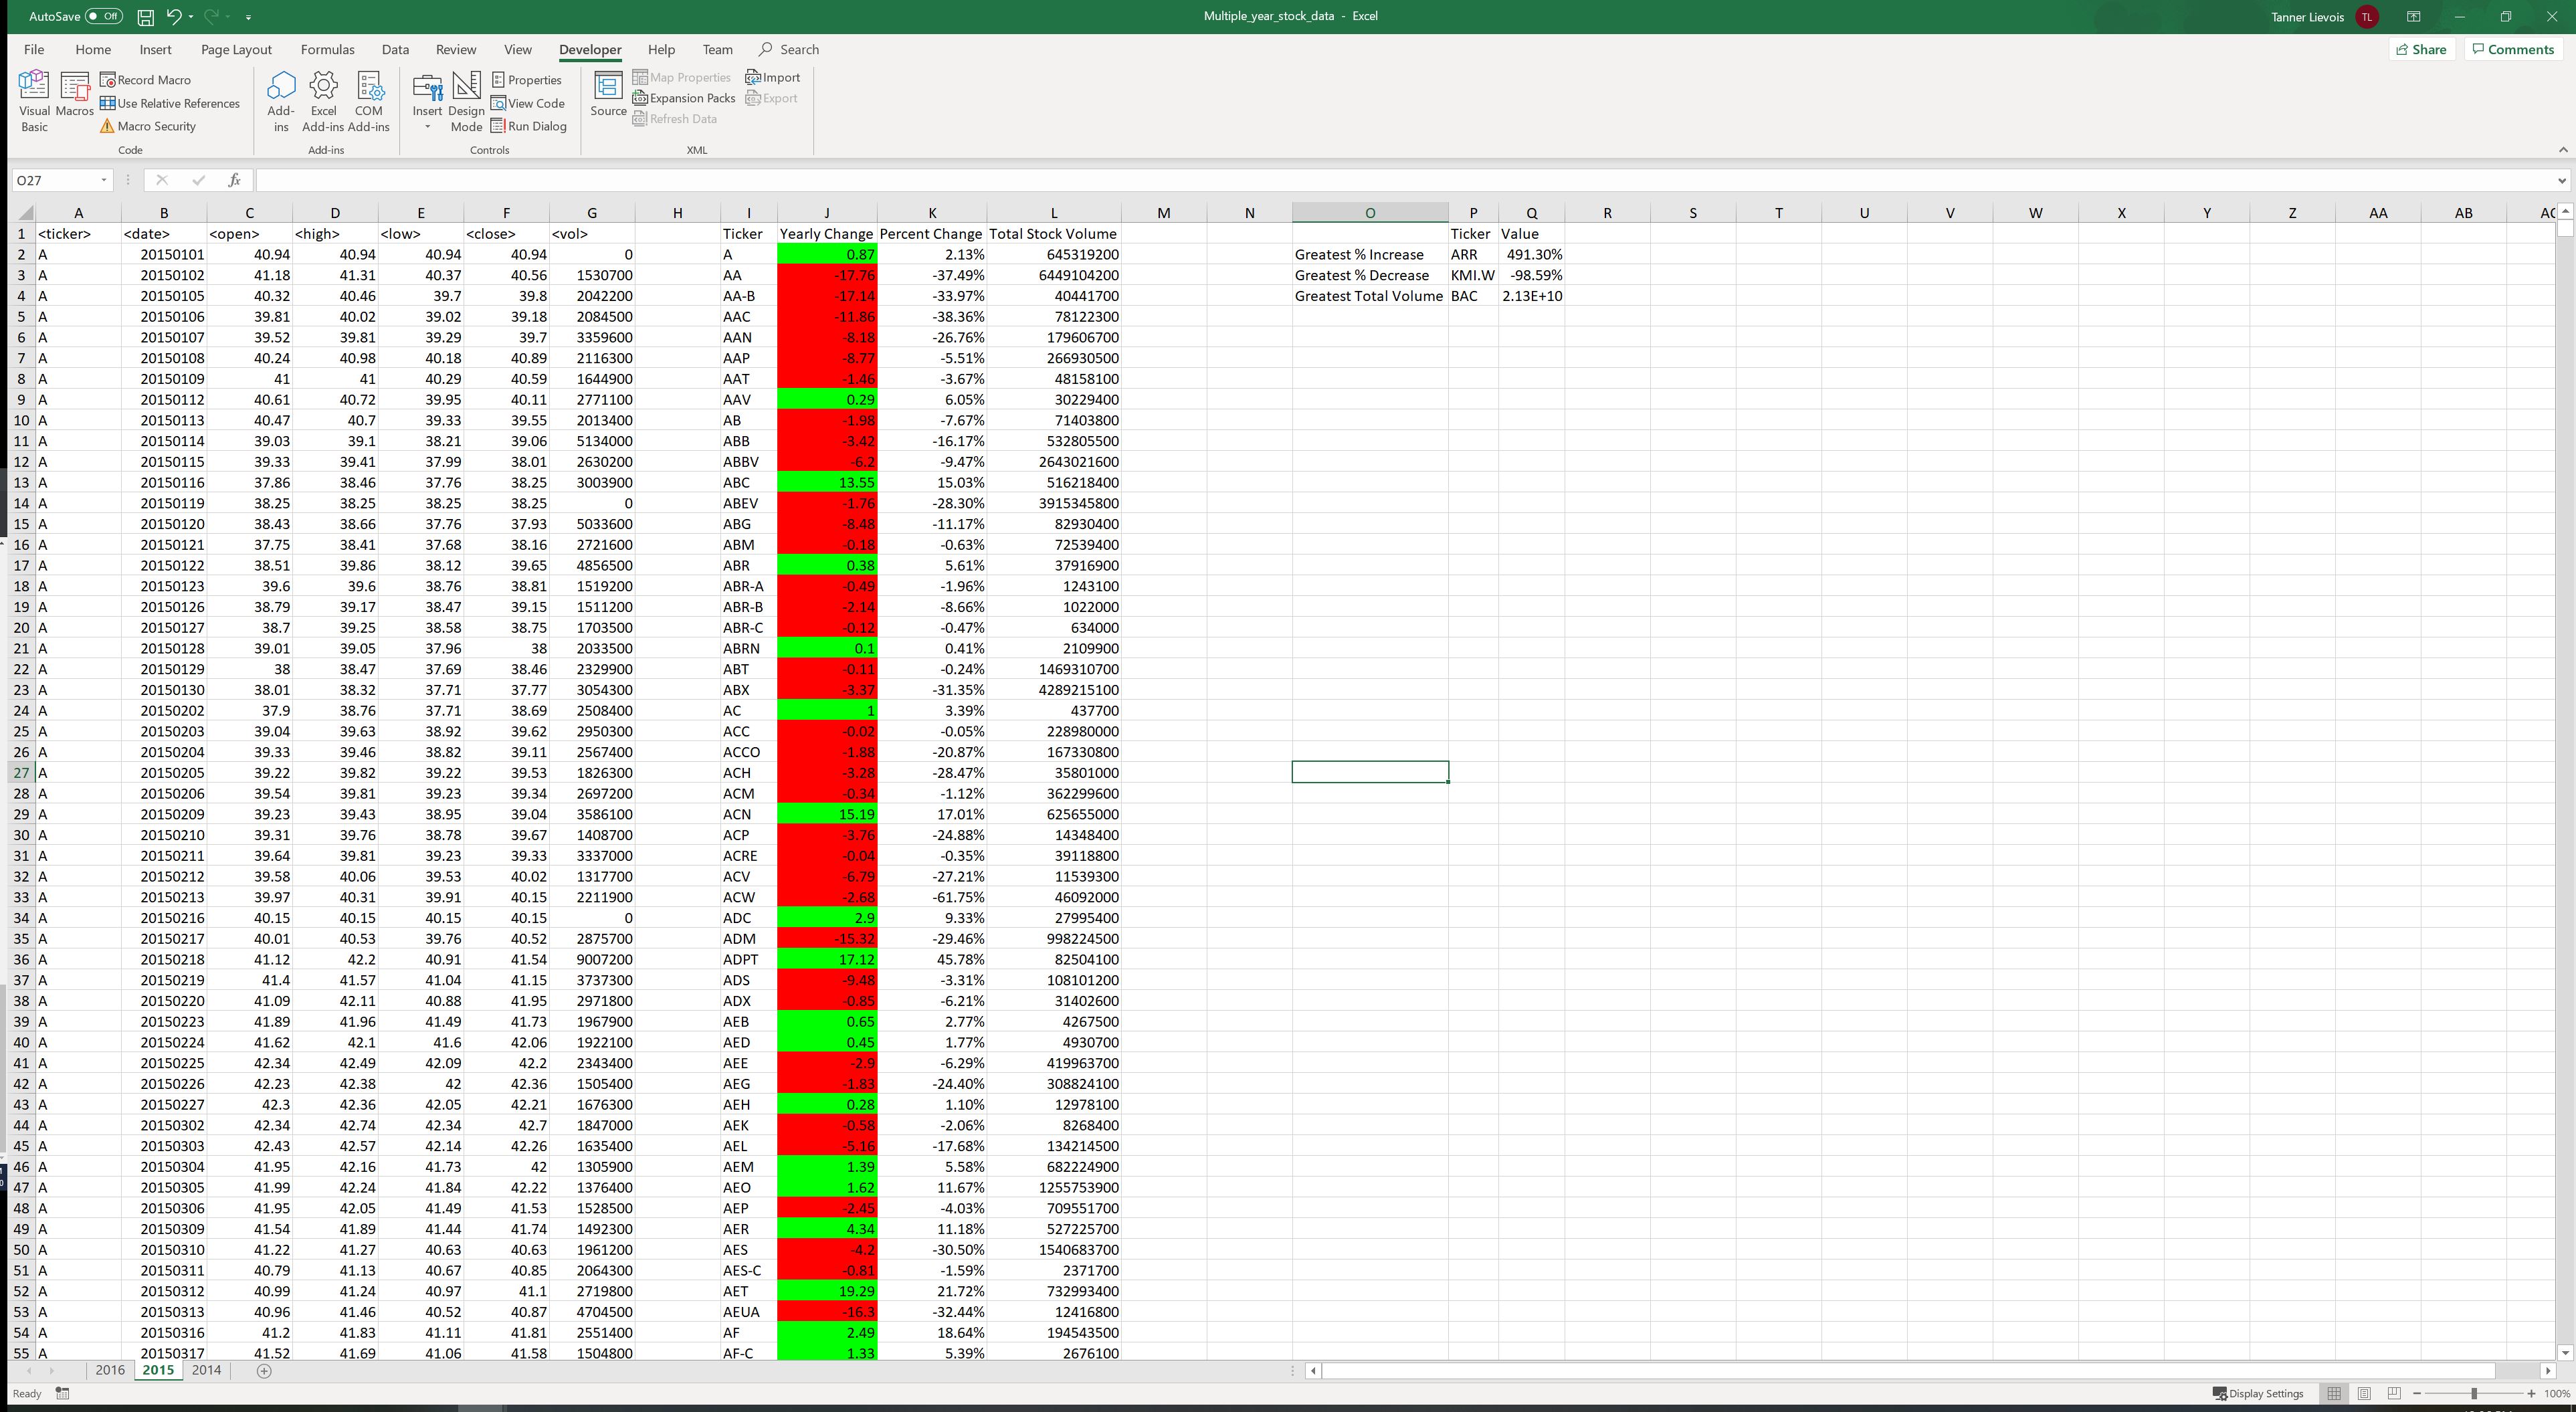 AutoSave Off Multiple_year_stock_data - Excel Tanner Lievois TL
File Home Insert Page Layout Formulas Data Review View Developer Help Team Search Share Comments
Visual Basic Macros Record Macro Use Relative References Macro Security Add-ins Excel Add-ins COM Add-ins Insert Design Mode Properties View Code Run Dialog Source Map Properties Expansion Packs Refresh Data Import Export
Code Add-ins Controls XML
O27 fx
A B C D E F G H I J K L M N O P Q R S T U V W X Y Z AA AB AC
1 <ticker> <date> <open> <high> <low> <close> <vol> Ticker Yearly Change Percent Change Total Stock Volume Ticker Value
2 A 20150101 40.94 40.94 40.94 40.94 0 A 0.87 2.13% 645319200 Greatest % Increase ARR 491.30%
3 A 20150102 41.18 41.31 40.37 40.56 1530700 AA -17.76 -37.49% 6449104200 Greatest % Decrease KMI.W -98.59%
4 A 20150105 40.32 40.46 39.7 39.8 2042200 AA-B -17.14 -33.97% 40441700 Greatest Total Volume BAC 2.13E+10
5 A 20150106 39.81 40.02 39.02 39.18 2084500 AAC -11.86 -38.36% 78122300
6 A 20150107 39.52 39.81 39.29 39.7 3359600 AAN -8.18 -26.76% 179606700
7 A 20150108 40.24 40.98 40.18 40.89 2116300 AAP -8.77 -5.51% 266930500
8 A 20150109 41 41 40.29 40.59 1644900 AAT -1.46 -3.67% 48158100
9 A 20150112 40.61 40.72 39.95 40.11 2771100 AAV 0.29 6.05% 30229400
10 A 20150113 40.47 40.7 39.33 39.55 2013400 AB -1.98 -7.67% 71403800
11 A 20150114 39.03 39.1 38.21 39.06 5134000 ABB -3.42 -16.17% 532805500
12 A 20150115 39.33 39.41 37.99 38.01 2630200 ABBV -6.2 -9.47% 2643021600
13 A 20150116 37.86 38.46 37.76 38.25 3003900 ABC 13.55 15.03% 516218400
14 A 20150119 38.25 38.25 38.25 38.25 0 ABEV -1.76 -28.30% 3915345800
15 A 20150120 38.43 38.66 37.76 37.93 5033600 ABG -8.48 -11.17% 82930400
16 A 20150121 37.75 38.41 37.68 38.16 2721600 ABM -0.18 -0.63% 72539400
17 A 20150122 38.51 39.86 38.12 39.65 4856500 ABR 0.38 5.61% 37916900
18 A 20150123 39.6 39.6 38.76 38.81 1519200 ABR-A -0.49 -1.96% 1243100
19 A 20150126 38.79 39.17 38.47 39.15 1511200 ABR-B -2.14 -8.66% 1022000
20 A 20150127 38.7 39.25 38.58 38.75 1703500 ABR-C -0.12 -0.47% 634000
21 A 20150128 39.01 39.05 37.96 38 2033500 ABRN 0.1 0.41% 2109900
22 A 20150129 38 38.47 37.69 38.46 2329900 ABT -0.11 -0.24% 1469310700
23 A 20150130 38.01 38.32 37.71 37.77 3054300 ABX -3.37 -31.35% 4289215100
24 A 20150202 37.9 38.76 37.71 38.69 2508400 AC 1 3.39% 437700
25 A 20150203 39.04 39.63 38.92 39.62 2950300 ACC -0.02 -0.05% 228980000
26 A 20150204 39.33 39.46 38.82 39.11 2567400 ACCO -1.88 -20.87% 167330800
27 A 20150205 39.22 39.82 39.22 39.53 1826300 ACH -3.28 -28.47% 35801000
28 A 20150206 39.54 39.81 39.23 39.34 2697200 ACM -0.34 -1.12% 362299600
29 A 20150209 39.23 39.43 38.95 39.04 3586100 ACN 15.19 17.01% 625655000
30 A 20150210 39.31 39.76 38.78 39.67 1408700 ACP -3.76 -24.88% 14348400
31 A 20150211 39.64 39.81 39.23 39.33 3337000 ACRE -0.04 -0.35% 39118800
32 A 20150212 39.58 40.06 39.53 40.02 1317700 ACV -6.79 -27.21% 11539300
33 A 20150213 39.97 40.31 39.91 40.15 2211900 ACW -2.68 -61.75% 46092000
34 A 20150216 40.15 40.15 40.15 40.15 0 ADC 2.9 9.33% 27995400
35 A 20150217 40.01 40.53 39.76 40.52 2875700 ADM -15.32 -29.46% 998224500
36 A 20150218 41.12 42.2 40.91 41.54 9007200 ADPT 17.12 45.78% 82504100
37 A 20150219 41.4 41.57 41.04 41.15 3737300 ADS -9.48 -3.31% 108101200
38 A 20150220 41.09 42.11 40.88 41.95 2971800 ADX -0.85 -6.21% 31402600
39 A 20150223 41.89 41.96 41.49 41.73 1967900 AEB 0.65 2.77% 4267500
40 A 20150224 41.62 42.1 41.6 42.06 1922100 AED 0.45 1.77% 4930700
41 A 20150225 42.34 42.49 42.09 42.2 2343400 AEE -2.9 -6.29% 419963700
42 A 20150226 42.23 42.38 42 42.36 1505400 AEG -1.83 -24.40% 308824100
43 A 20150227 42.3 42.36 42.05 42.21 1676300 AEH 0.28 1.10% 12978100
44 A 20150302 42.34 42.74 42.34 42.7 1847000 AEK -0.58 -2.06% 8268400
45 A 20150303 42.43 42.57 42.14 42.26 1635400 AEL -5.16 -17.68% 134214500
46 A 20150304 41.95 42.16 41.73 42 1305900 AEM 1.39 5.58% 682224900
47 A 20150305 41.99 42.24 41.84 42.22 1376400 AEO 1.62 11.67% 1255753900
48 A 20150306 41.95 42.05 41.49 41.53 1528500 AEP -2.45 -4.03% 709551700
49 A 20150309 41.54 41.89 41.44 41.74 1492300 AER 4.34 11.18% 527225700
50 A 20150310 41.22 41.27 40.63 40.63 1961200 AES -4.2 -30.50% 1540683700
51 A 20150311 40.79 41.13 40.67 40.85 2064300 AES-C -0.81 -1.59% 2371700
52 A 20150312 40.99 41.24 40.97 41.1 2719800 AET 19.29 21.72% 732993400
53 A 20150313 40.96 41.46 40.52 40.87 4704500 AEUA -16.3 -32.44% 12416800
54 A 20150316 41.2 41.83 41.11 41.81 2551400 AF 2.49 18.64% 194543500
55 A 20150317 41.52 41.69 41.06 41.58 1504800 AF-C 1.33 5.39% 2676100
2016 2015 2014
Ready Display Settings 100%